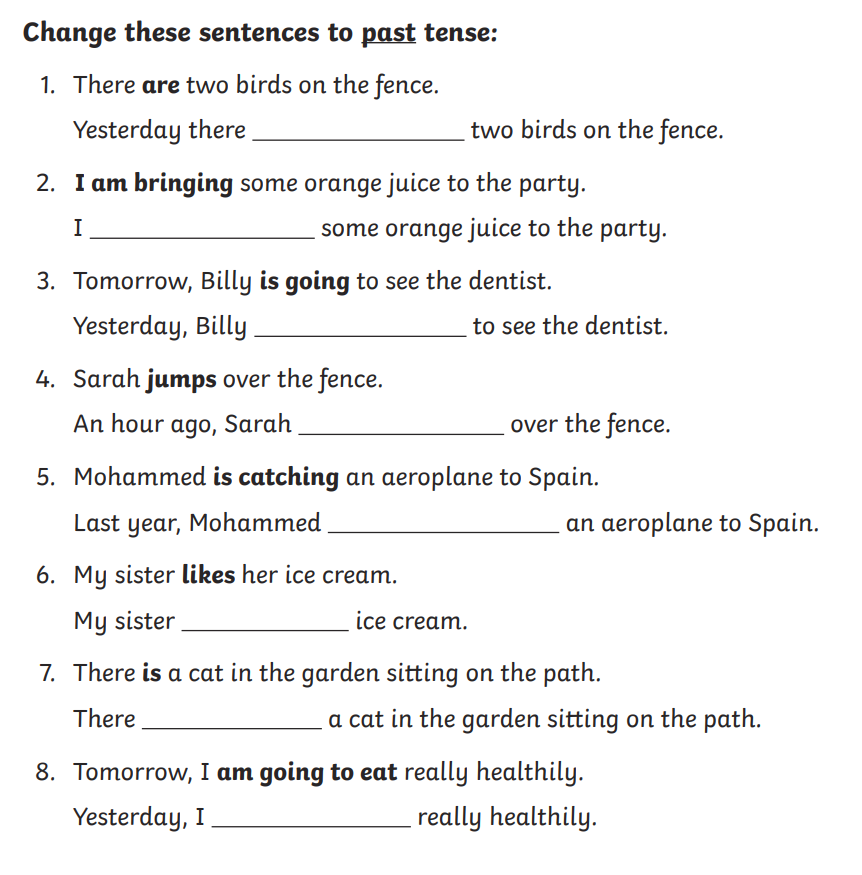 Change these sentences to past tense:
1. There are two birds on the fence.
Yesterday there _______________ two birds on the fence.
2. I am bringing some orange juice to the party.
I ________________ some orange juice to the party.
3. Tomorrow, Billy is going to see the dentist.
Yesterday, Billy _______________ to see the dentist.
4. Sarah jumps over the fence.
An hour ago, Sarah _______________ over the fence.
5. Mohammed is catching an aeroplane to Spain.
Last year, Mohammed ________________ an aeroplane to Spain.
6. My sister likes her ice cream.
My sister ____________ ice cream.
7. There is a cat in the garden sitting on the path.
There _____________ a cat in the garden sitting on the path.
8. Tomorrow, I am going to eat really healthily.
Yesterday, I ______________ really healthily.